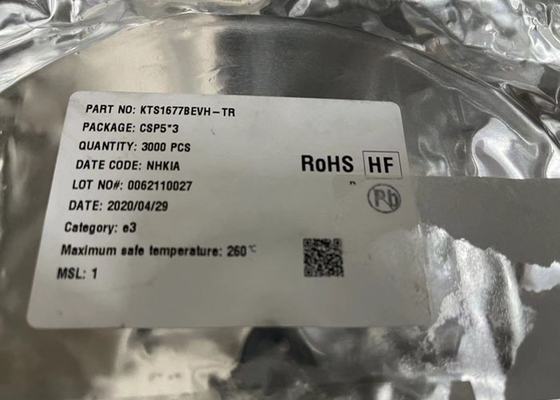 PART NO: KTS1677BEVH-TR
PACKAGE: CSP5*3
QUANTITY: 3000 PCS
DATE CODE: NHKIA
LOT NO#: 0062110027
DATE: 2020/04/29
Category: e3
Maximum safe temperature: 260℃
MSL: 1
RoHS HF
Pb